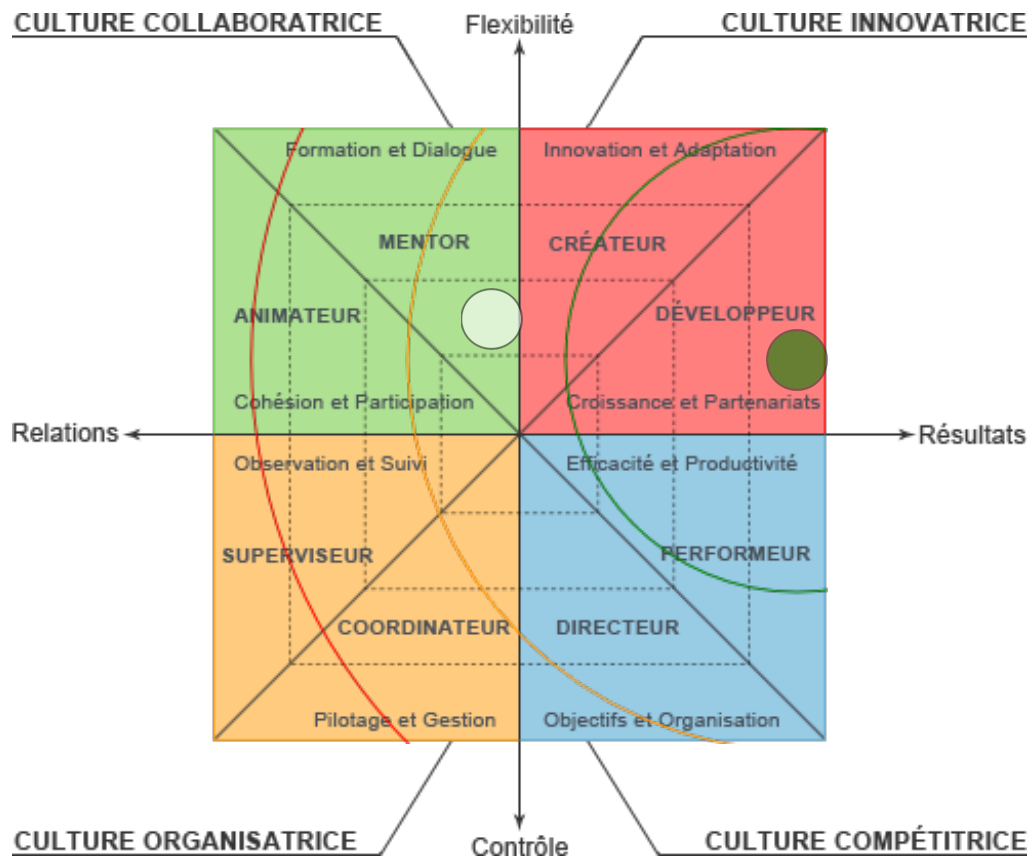 CULTURE COLLABORATRICE
Flexibilité
CULTURE INNOVATRICE
Formation et Dialogue
Innovation et Adaptation
MENTOR
CRÉATEUR
ANIMATEUR
DÉVELOPPEUR
Cohésion et Participation
Croissance et Partenariats
Relations
Résultats
Observation et Suivi
Efficacité et Productivité
SUPERVISEUR
PERFORMEUR
COORDINATEUR
DIRECTEUR
Pilotage et Gestion
Objectifs et Organisation
CULTURE ORGANISATRICE
Contrôle
CULTURE COMPÉTITRICE